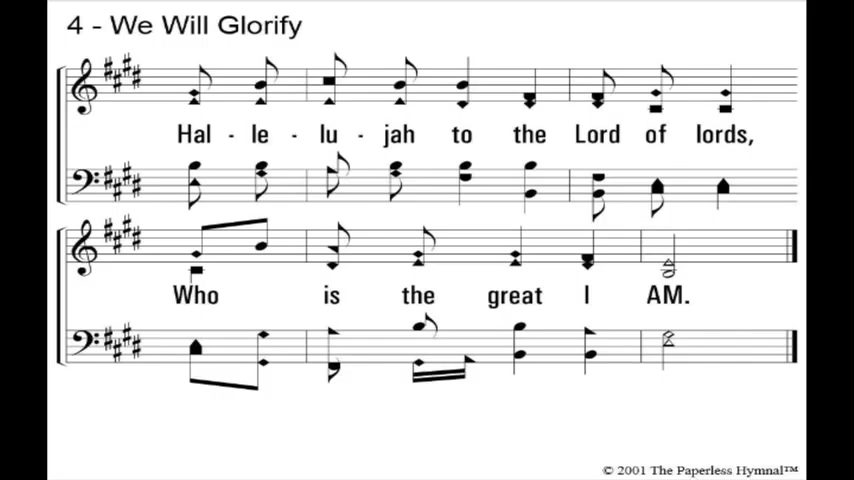 4 - We Will Glorify
Hal - le - lu - jah to the Lord of lords,
Who is the great I AM.
© 2001 The Paperless Hymnal™